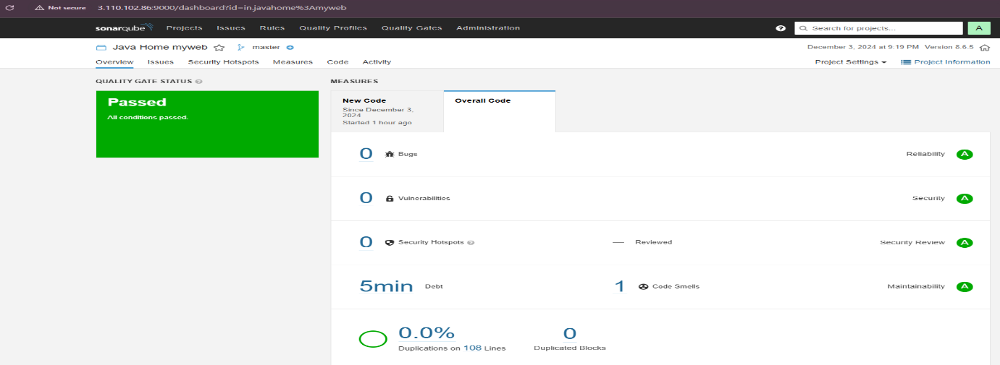 Not secure 3.110.102.86:9000/dashboard?id=in.javahome%3Amyweb
sonarqube Projects Issues Rules Quality Profiles Quality Gates Administration ? Search for projects... A
Java Home myweb master December 3, 2024 at 9:19 PM Version 8.6.5
Overview Issues Security Hotspots Measures Code Activity Project Settings Project Information
QUALITY GATE STATUS ?
Passed
All conditions passed.
MEASURES
New Code
Since December 3,
2024
Started 1 hour ago
Overall Code
0 Bugs Reliability A
0 Vulnerabilities Security A
0 Security Hotspots ? — Reviewed Security Review A
5min Debt 1 Code Smells Maintainability A
0.0% 0
Duplications on 108 Lines Duplicated Blocks